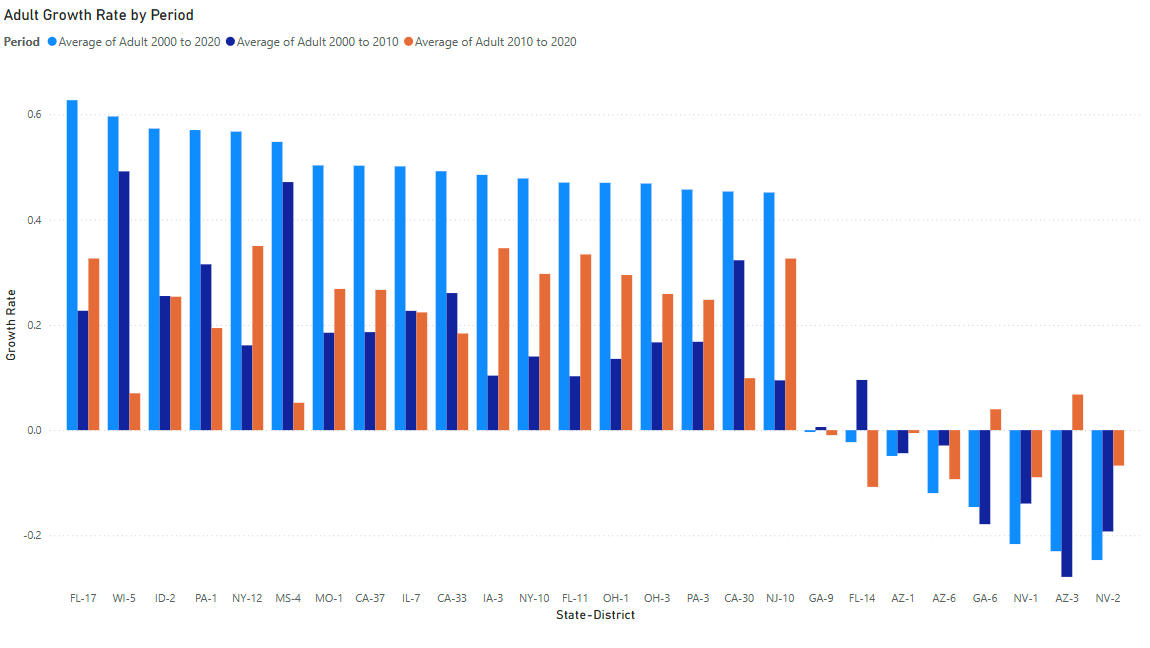 Adult Growth Rate by Period
Period Average of Adult 2000 to 2020 Average of Adult 2000 to 2010 Average of Adult 2010 to 2020
0.6
0.4
0.2
0.0
-0.2
Growth Rate
FL-17 WI-5 ID-2 PA-1 NY-12 MS-4 MO-1 CA-37 IL-7 CA-33 IA-3 NY-10 FL-11 OH-1 OH-3 PA-3 CA-30 NJ-10 GA-9 FL-14 AZ-1 AZ-6 GA-6 NV-1 AZ-3 NV-2
State-District